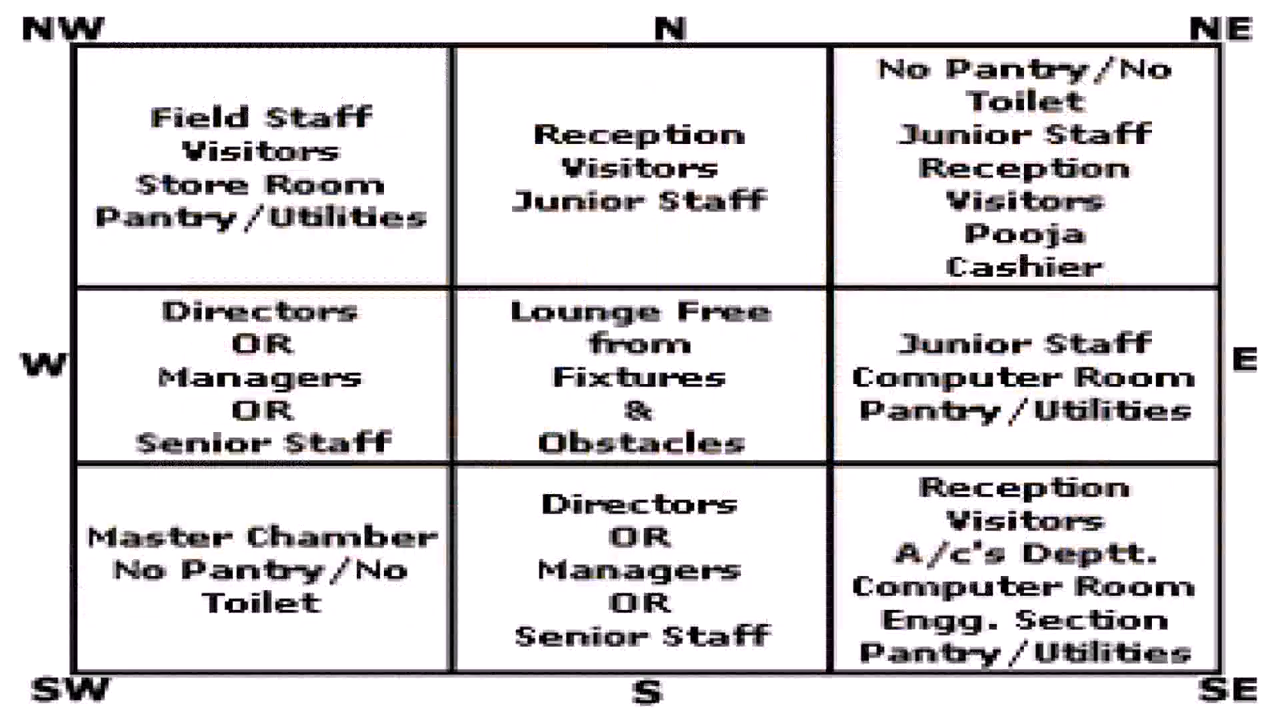 NW
N
NE
Field Staff
Visitors
Store Room
Pantry/Utilities
Reception
Visitors
Junior Staff
No Pantry/No
Toilet
Junior Staff
Reception
Visitors
Pooja
Cashier
W
Directors
OR
Managers
OR
Senior Staff
Lounge Free
from
Fixtures
&
Obstacles
Junior Staff
Computer Room
Pantry/Utilities
E
Master Chamber
No Pantry/No
Toilet
Directors
OR
Managers
OR
Senior Staff
Reception
Visitors
A/c's Deptt.
Computer Room
Engg. Section
Pantry/Utilities
SW
S
SE